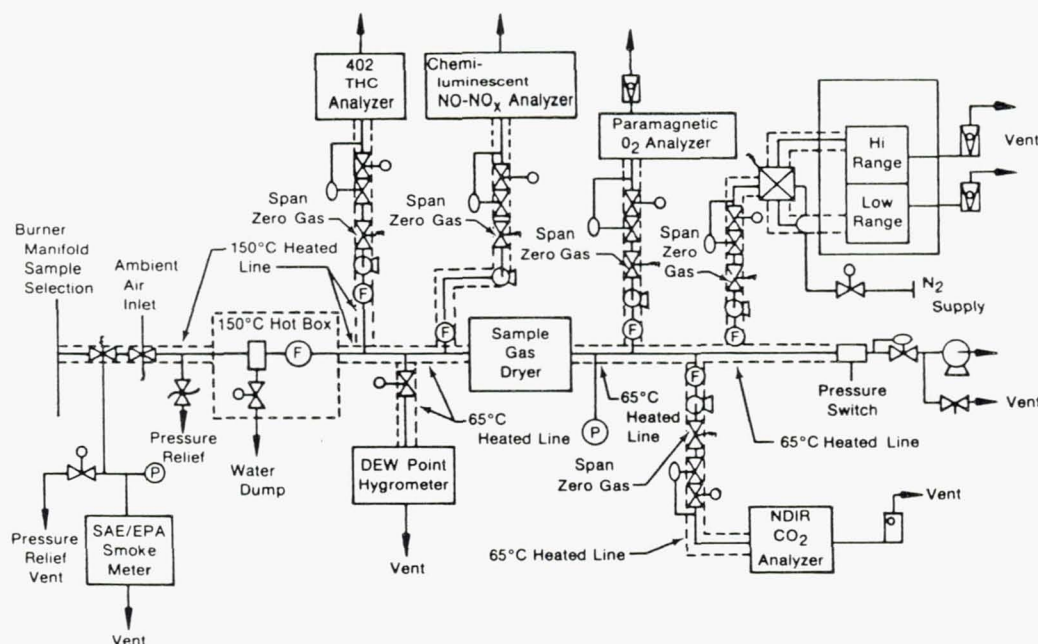 402
THC
Analyzer
Chemi-
luminescent
NO-NOx Analyzer
Paramagnetic
O2 Analyzer
Hi
Range
Low
Range
Vent
Span
Zero Gas
Span
Zero Gas
Span
Zero Gas
Span
Zero
Gas
N2
Supply
Burner
Manifold
Sample
Selection
Ambient
Air
Inlet
150°C Heated
Line
150°C Hot Box
F
F
F
F
F
F
Sample
Gas
Dryer
Pressure
Switch
Vent
65°C
Heated Line
65°C
Heated
Line
65°C Heated Line
P
Pressure
Relief
Water
Dump
DEW Point
Hygrometer
Vent
Span
Zero Gas
P
Pressure
Relief
Vent
SAE/EPA
Smoke
Meter
Vent
65°C Heated Line
NDIR
CO2
Analyzer
Vent